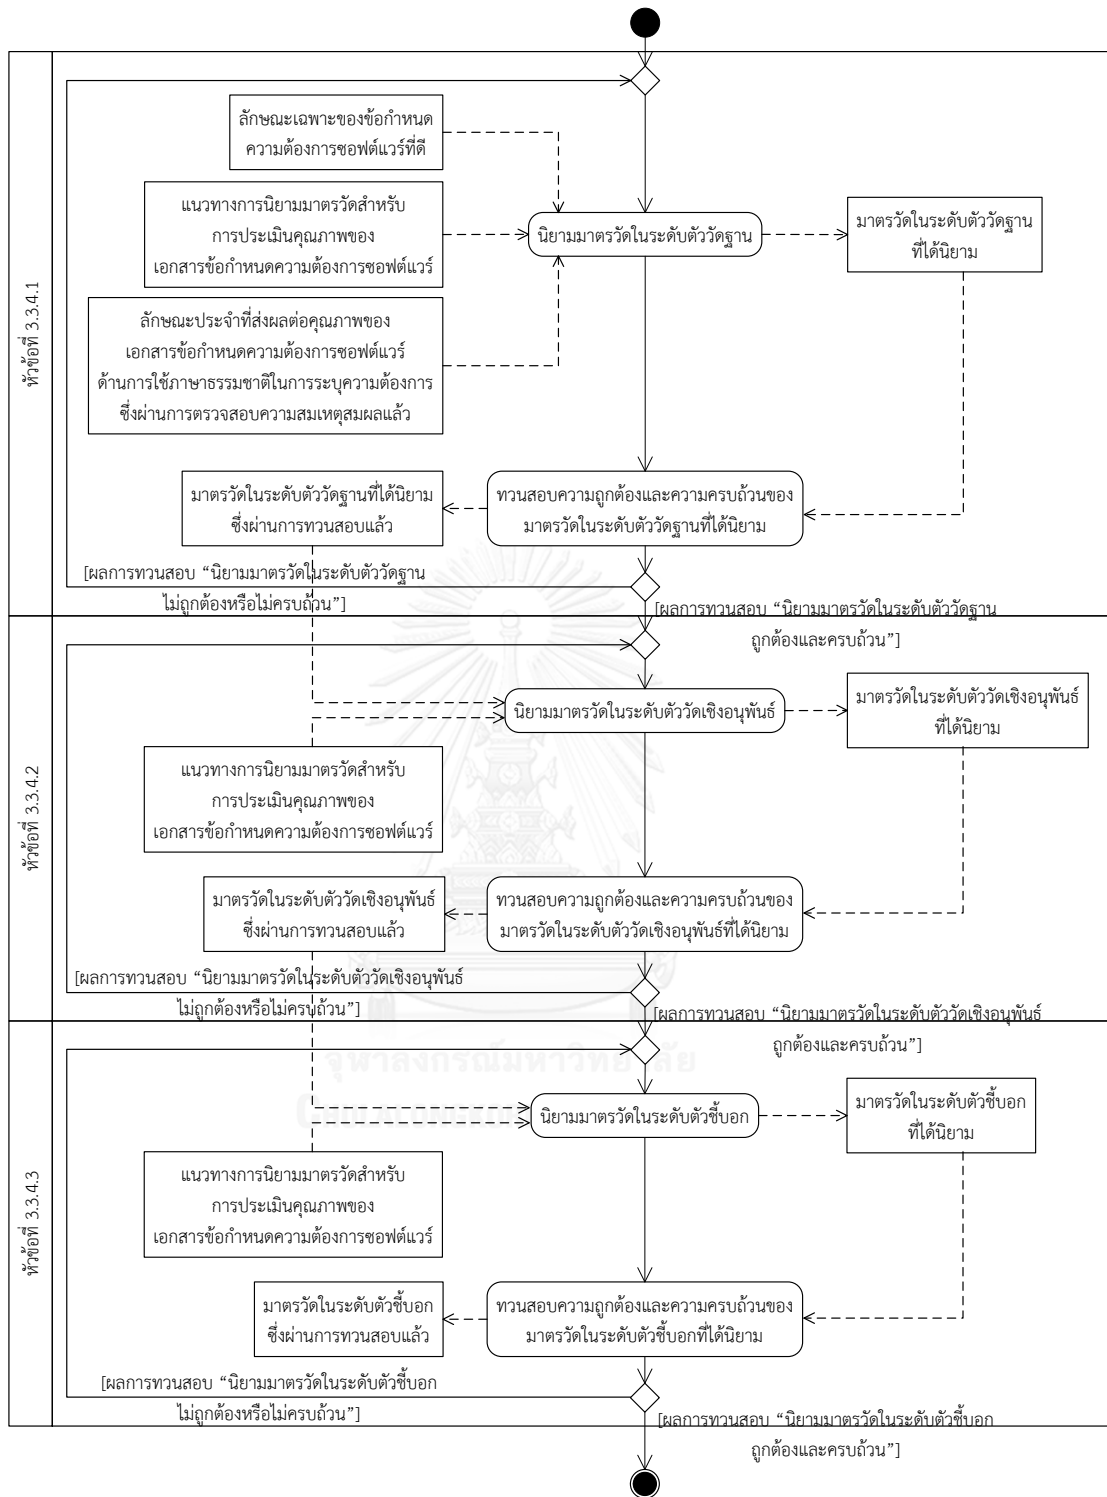 หัวข้อที่ 3.3.4.1
ลักษณะเฉพาะของข้อกำหนด
ความต้องการซอฟต์แวร์ที่ดี
แนวทางการนิยามมาตรวัดสำหรับ
การประเมินคุณภาพของ
เอกสารข้อกำหนดความต้องการซอฟต์แวร์
นิยามมาตรวัดในระดับตัววัดฐาน
มาตรวัดในระดับตัววัดฐาน
ที่ได้นิยาม
ลักษณะประจำที่ส่งผลต่อคุณภาพของ
เอกสารข้อกำหนดความต้องการซอฟต์แวร์
ด้านการใช้ภาษาธรรมชาติในการระบุความต้องการ
ซึ่งผ่านการตรวจสอบความสมเหตุสมผลแล้ว
มาตรวัดในระดับตัววัดฐานที่ได้นิยาม
ซึ่งผ่านการทวนสอบแล้ว
ทวนสอบความถูกต้องและความครบถ้วนของ
มาตรวัดในระดับตัววัดฐานที่ได้นิยาม
[ผลการทวนสอบ “นิยามมาตรวัดในระดับตัววัดฐาน
ไม่ถูกต้องหรือไม่ครบถ้วน”]
[ผลการทวนสอบ “นิยามมาตรวัดในระดับตัววัดฐาน
ถูกต้องและครบถ้วน”]
หัวข้อที่ 3.3.4.2
นิยามมาตรวัดในระดับตัววัดเชิงอนุพันธ์
มาตรวัดในระดับตัววัดเชิงอนุพันธ์
ที่ได้นิยาม
แนวทางการนิยามมาตรวัดสำหรับ
การประเมินคุณภาพของ
เอกสารข้อกำหนดความต้องการซอฟต์แวร์
มาตรวัดในระดับตัววัดเชิงอนุพันธ์
ซึ่งผ่านการทวนสอบแล้ว
ทวนสอบความถูกต้องและความครบถ้วนของ
มาตรวัดในระดับตัววัดเชิงอนุพันธ์ที่ได้นิยาม
[ผลการทวนสอบ “นิยามมาตรวัดในระดับตัววัดเชิงอนุพันธ์
ไม่ถูกต้องหรือไม่ครบถ้วน”]
[ผลการทวนสอบ “นิยามมาตรวัดในระดับตัววัดเชิงอนุพันธ์
ถูกต้องและครบถ้วน”]
จุฬาลงกรณ์มหาวิทยาลัย
หัวข้อที่ 3.3.4.3
นิยามมาตรวัดในระดับตัวชี้บอก
มาตรวัดในระดับตัวชี้บอก
ที่ได้นิยาม
แนวทางการนิยามมาตรวัดสำหรับ
การประเมินคุณภาพของ
เอกสารข้อกำหนดความต้องการซอฟต์แวร์
มาตรวัดในระดับตัวชี้บอก
ซึ่งผ่านการทวนสอบแล้ว
ทวนสอบความถูกต้องและความครบถ้วนของ
มาตรวัดในระดับตัวชี้บอกที่ได้นิยาม
[ผลการทวนสอบ “นิยามมาตรวัดในระดับตัวชี้บอก
ไม่ถูกต้องหรือไม่ครบถ้วน”]
[ผลการทวนสอบ “นิยามมาตรวัดในระดับตัวชี้บอก
ถูกต้องและครบถ้วน”]